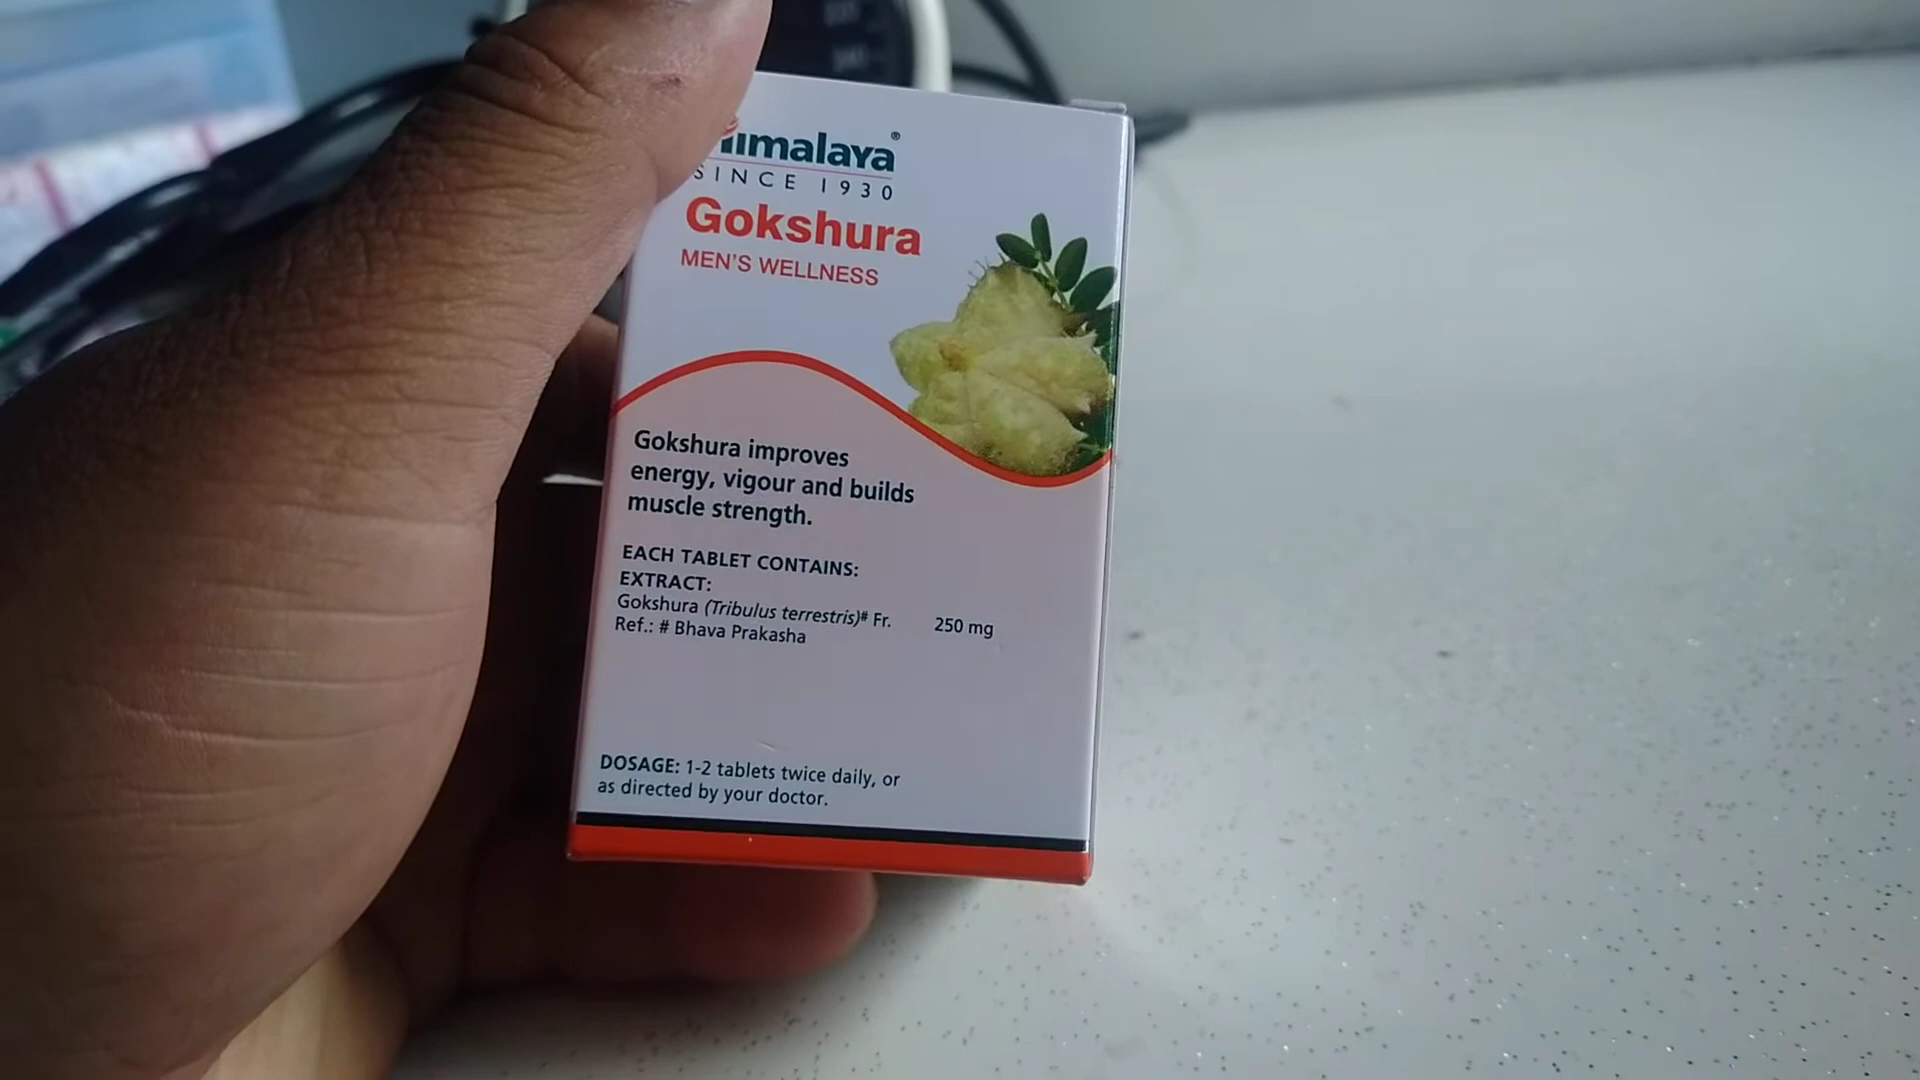 Himalaya®
SINCE 1930
Gokshura
MEN'S WELLNESS
Gokshura improves
energy, vigour and builds
muscle strength.
EACH TABLET CONTAINS:
EXTRACT:
Gokshura (Tribulus terrestris)# Fr. 250 mg
Ref.: # Bhava Prakasha
DOSAGE: 1-2 tablets twice daily, or
as directed by your doctor.